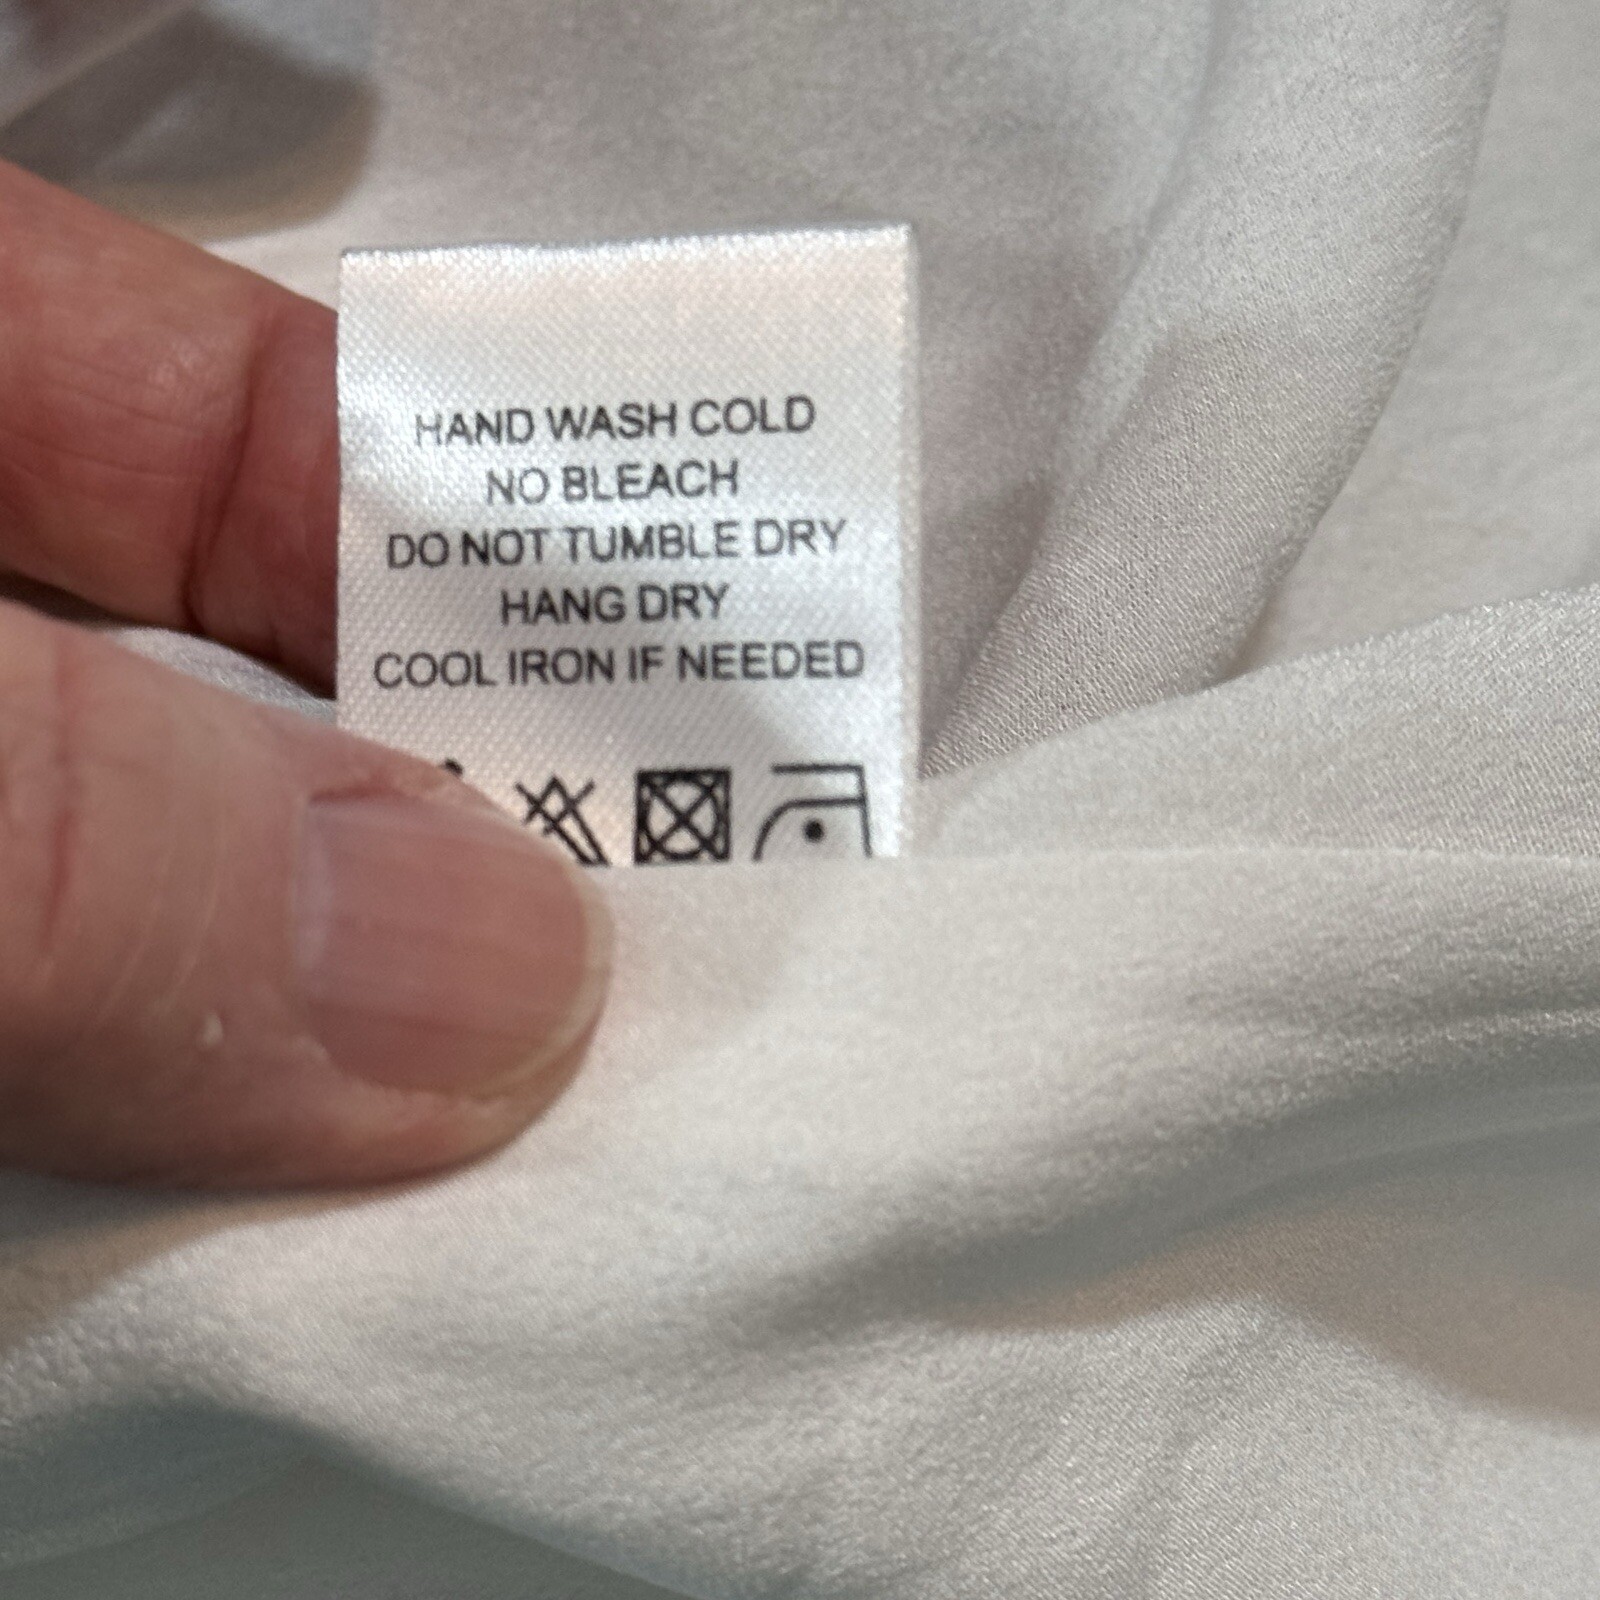 HAND WASH COLD
NO BLEACH
DO NOT TUMBLE DRY
HANG DRY
COOL IRON IF NEEDED